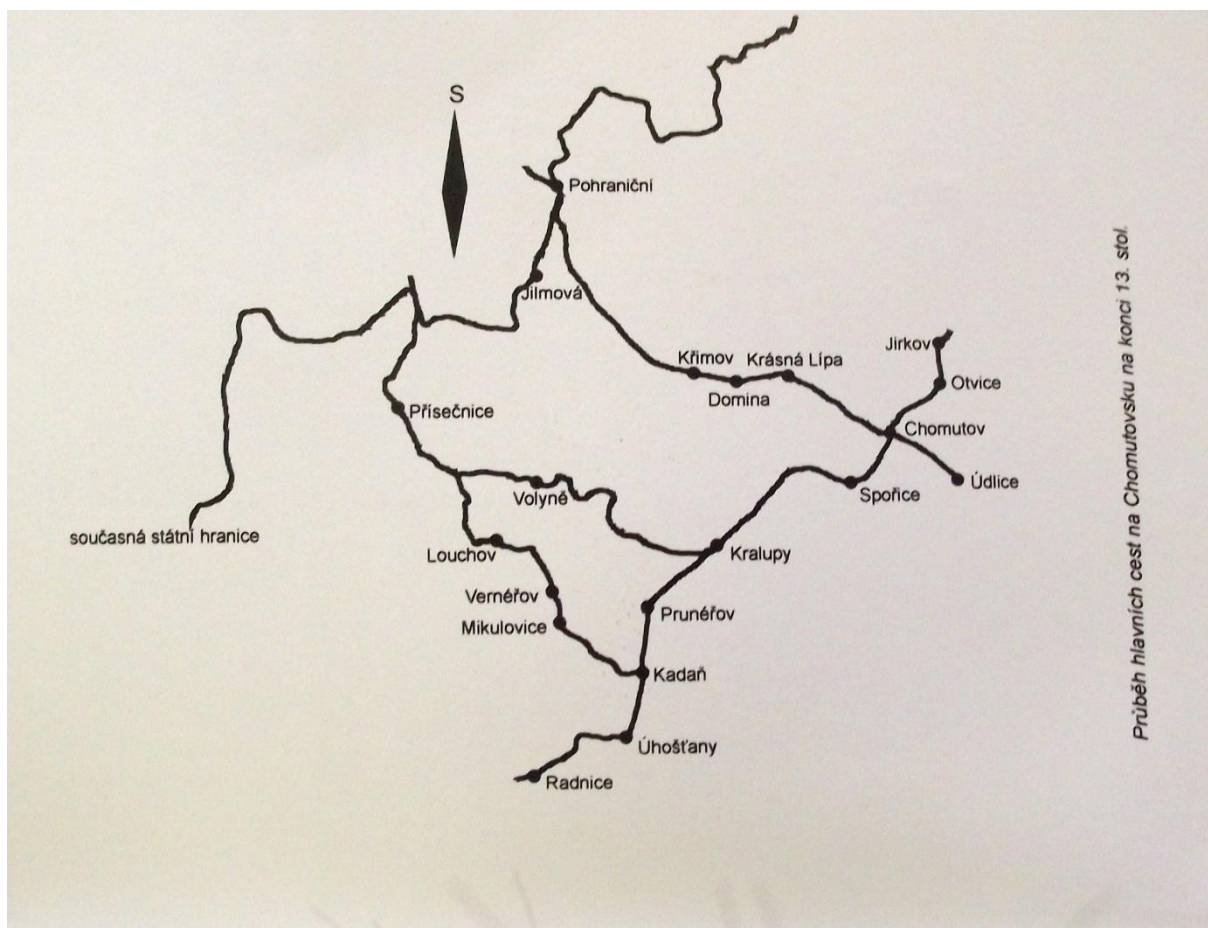 S
Pohraniční
Jilmová
Křimov
Krásná Lípa
Jirkov
Domina
Otvice
Přísečnice
Chomutov
Volyně
Spořice
Údlice
současná státní hranice
Louchov
Kralupy
Vernéřov
Prunéřov
Mikulovice
Kadaň
Úhošťany
Radnice
Průběh hlavních cest na Chomutovsku na konci 13. stol.